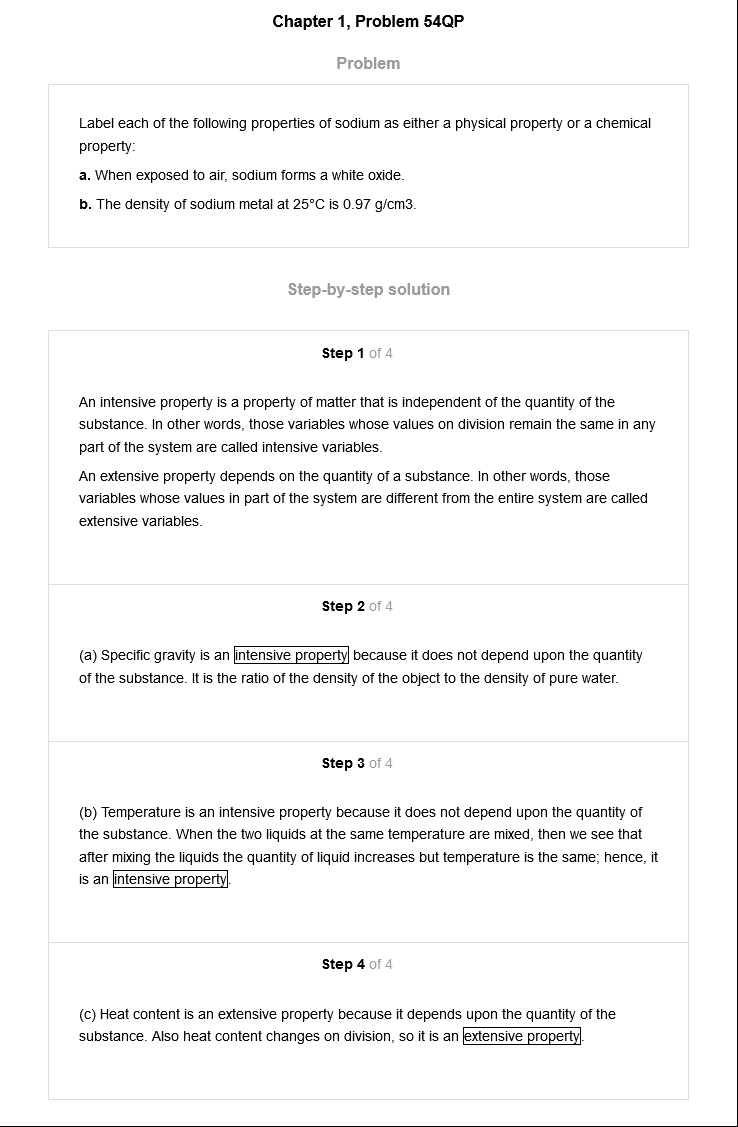 Chapter 1, Problem 54QP
Problem
Label each of the following properties of sodium as either a physical property or a chemical
property:
a. When exposed to air, sodium forms a white oxide.
b. The density of sodium metal at 25°C is 0.97 g/cm3.
Step-by-step solution
Step 1 of 4
An intensive property is a property of matter that is independent of the quantity of the
substance. In other words, those variables whose values on division remain the same in any
part of the system are called intensive variables.
An extensive property depends on the quantity of a substance. In other words, those
variables whose values in part of the system are different from the entire system are called
extensive variables.
Step 2 of 4
(a) Specific gravity is an intensive property because it does not depend upon the quantity
of the substance. It is the ratio of the density of the object to the density of pure water.
Step 3 of 4
(b) Temperature is an intensive property because it does not depend upon the quantity of
the substance. When the two liquids at the same temperature are mixed, then we see that
after mixing the liquids the quantity of liquid increases but temperature is the same; hence, it
is an intensive property.
Step 4 of 4
(c) Heat content is an extensive property because it depends upon the quantity of the
substance. Also heat content changes on division, so it is an extensive property.